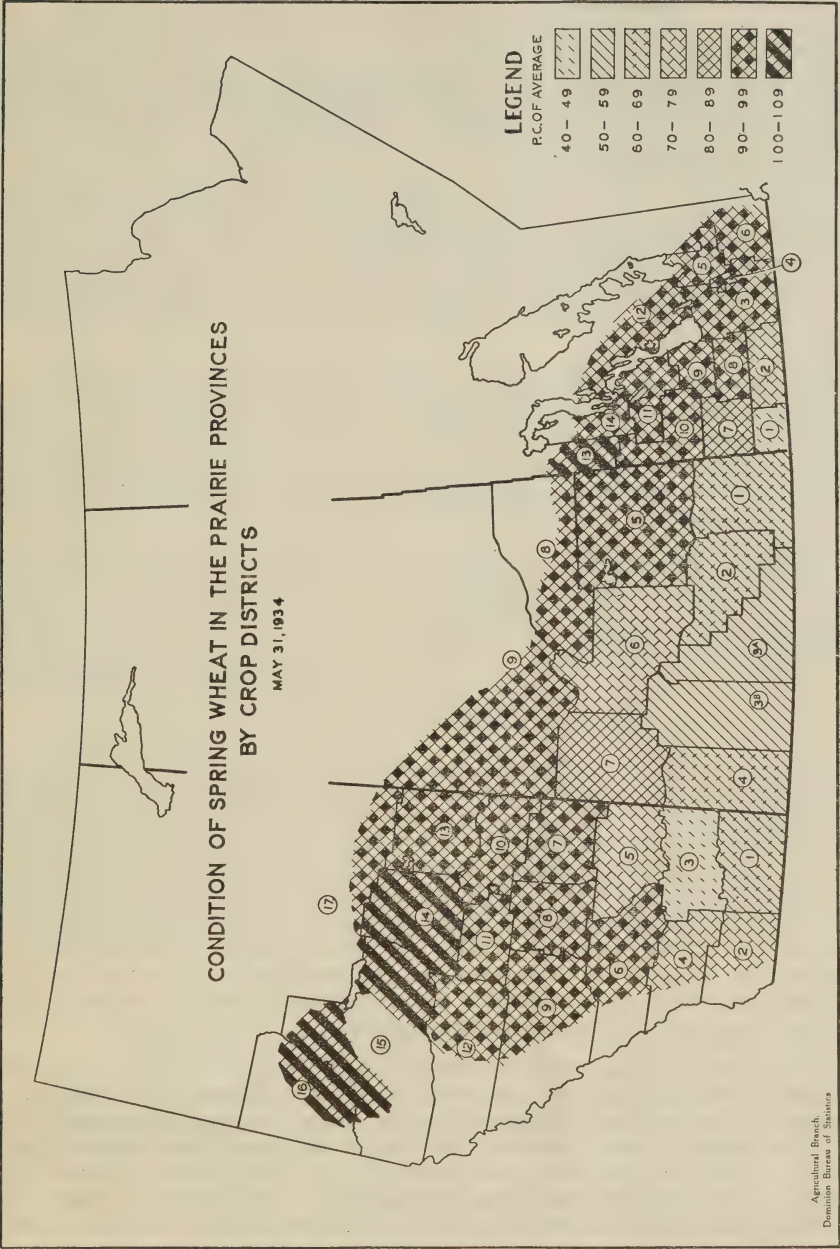 CONDITION OF SPRING WHEAT IN THE PRAIRIE PROVINCES
BY CROP DISTRICTS
MAY 31, 1934
LEGEND
P.C. OF AVERAGE
40 – 49
50 – 59
60 – 69
70 – 79
80 – 89
90 – 99
100 – 109
17
16
15
14
13
12
11
10
9
8
7
6
5
4
3
2
1
9
8
7
6
5
4
3B
3A
2
1
14
13
12
11
10
9
8
7
6
5
4
3
2
1
Agricultural Branch,
Dominion Bureau of Statistics